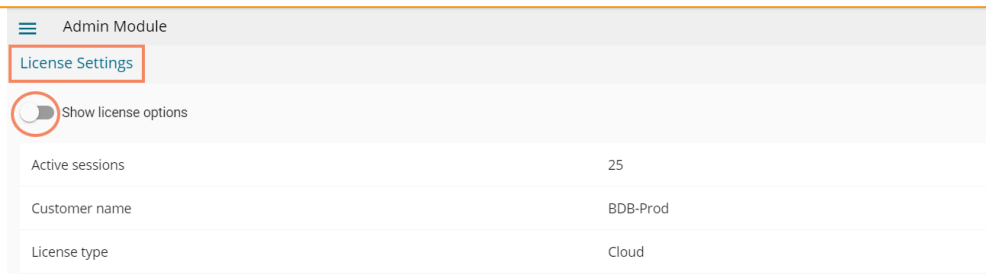 Admin Module
License Settings
Show license options
Active sessions 25
Customer name BDB-Prod
License type Cloud